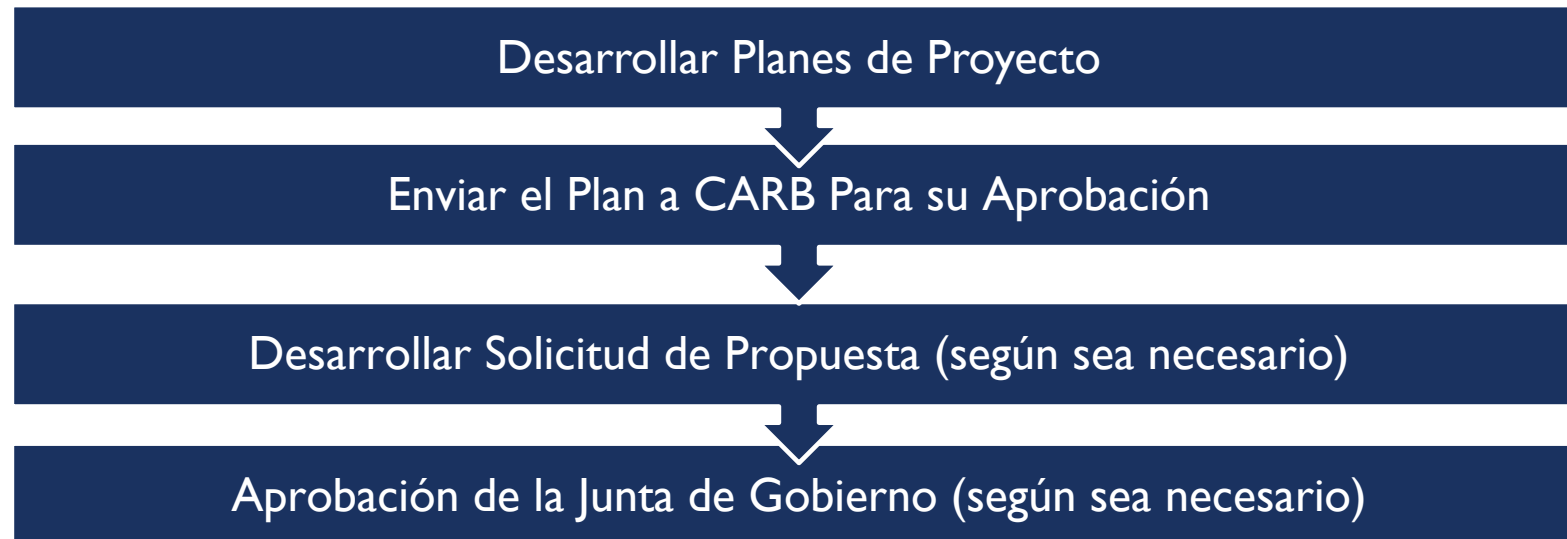 Desarrollar Planes de Proyecto
Enviar el Plan a CARB Para su Aprobación
Desarrollar Solicitud de Propuesta (según sea necesario)
Aprobación de la Junta de Gobierno (según sea necesario)